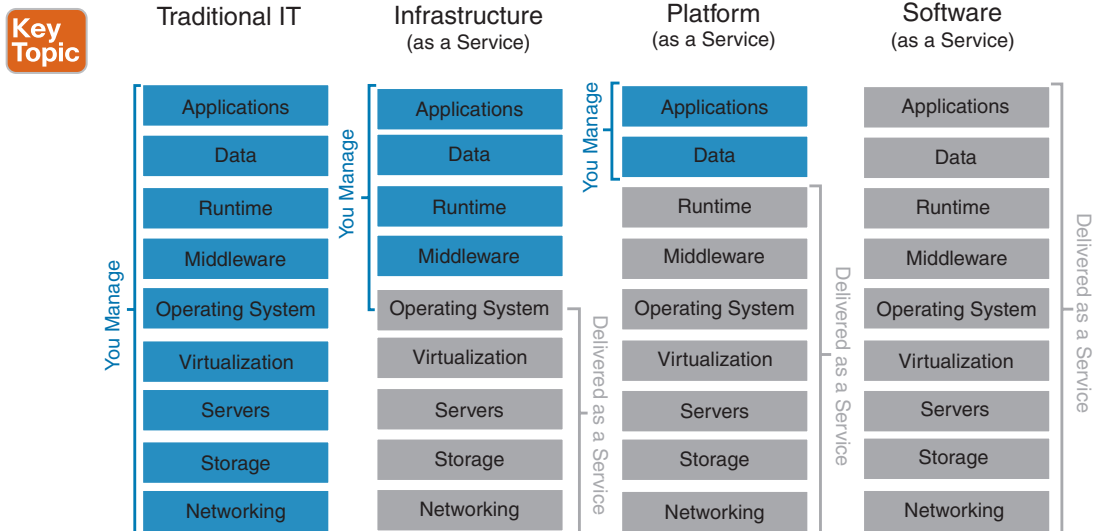 Key
Topic
Traditional IT
Infrastructure
(as a Service)
Platform
(as a Service)
Software
(as a Service)
You Manage
Applications
Data
Runtime
Middleware
Operating System
Virtualization
Servers
Storage
Networking
You Manage
Applications
Data
Runtime
Middleware
Operating System
Virtualization
Servers
Storage
Networking
Delivered as a Service
You Manage
Applications
Data
Runtime
Middleware
Operating System
Virtualization
Servers
Storage
Networking
Delivered as a Service
Applications
Data
Runtime
Middleware
Operating System
Virtualization
Servers
Storage
Networking
Delivered as a Service